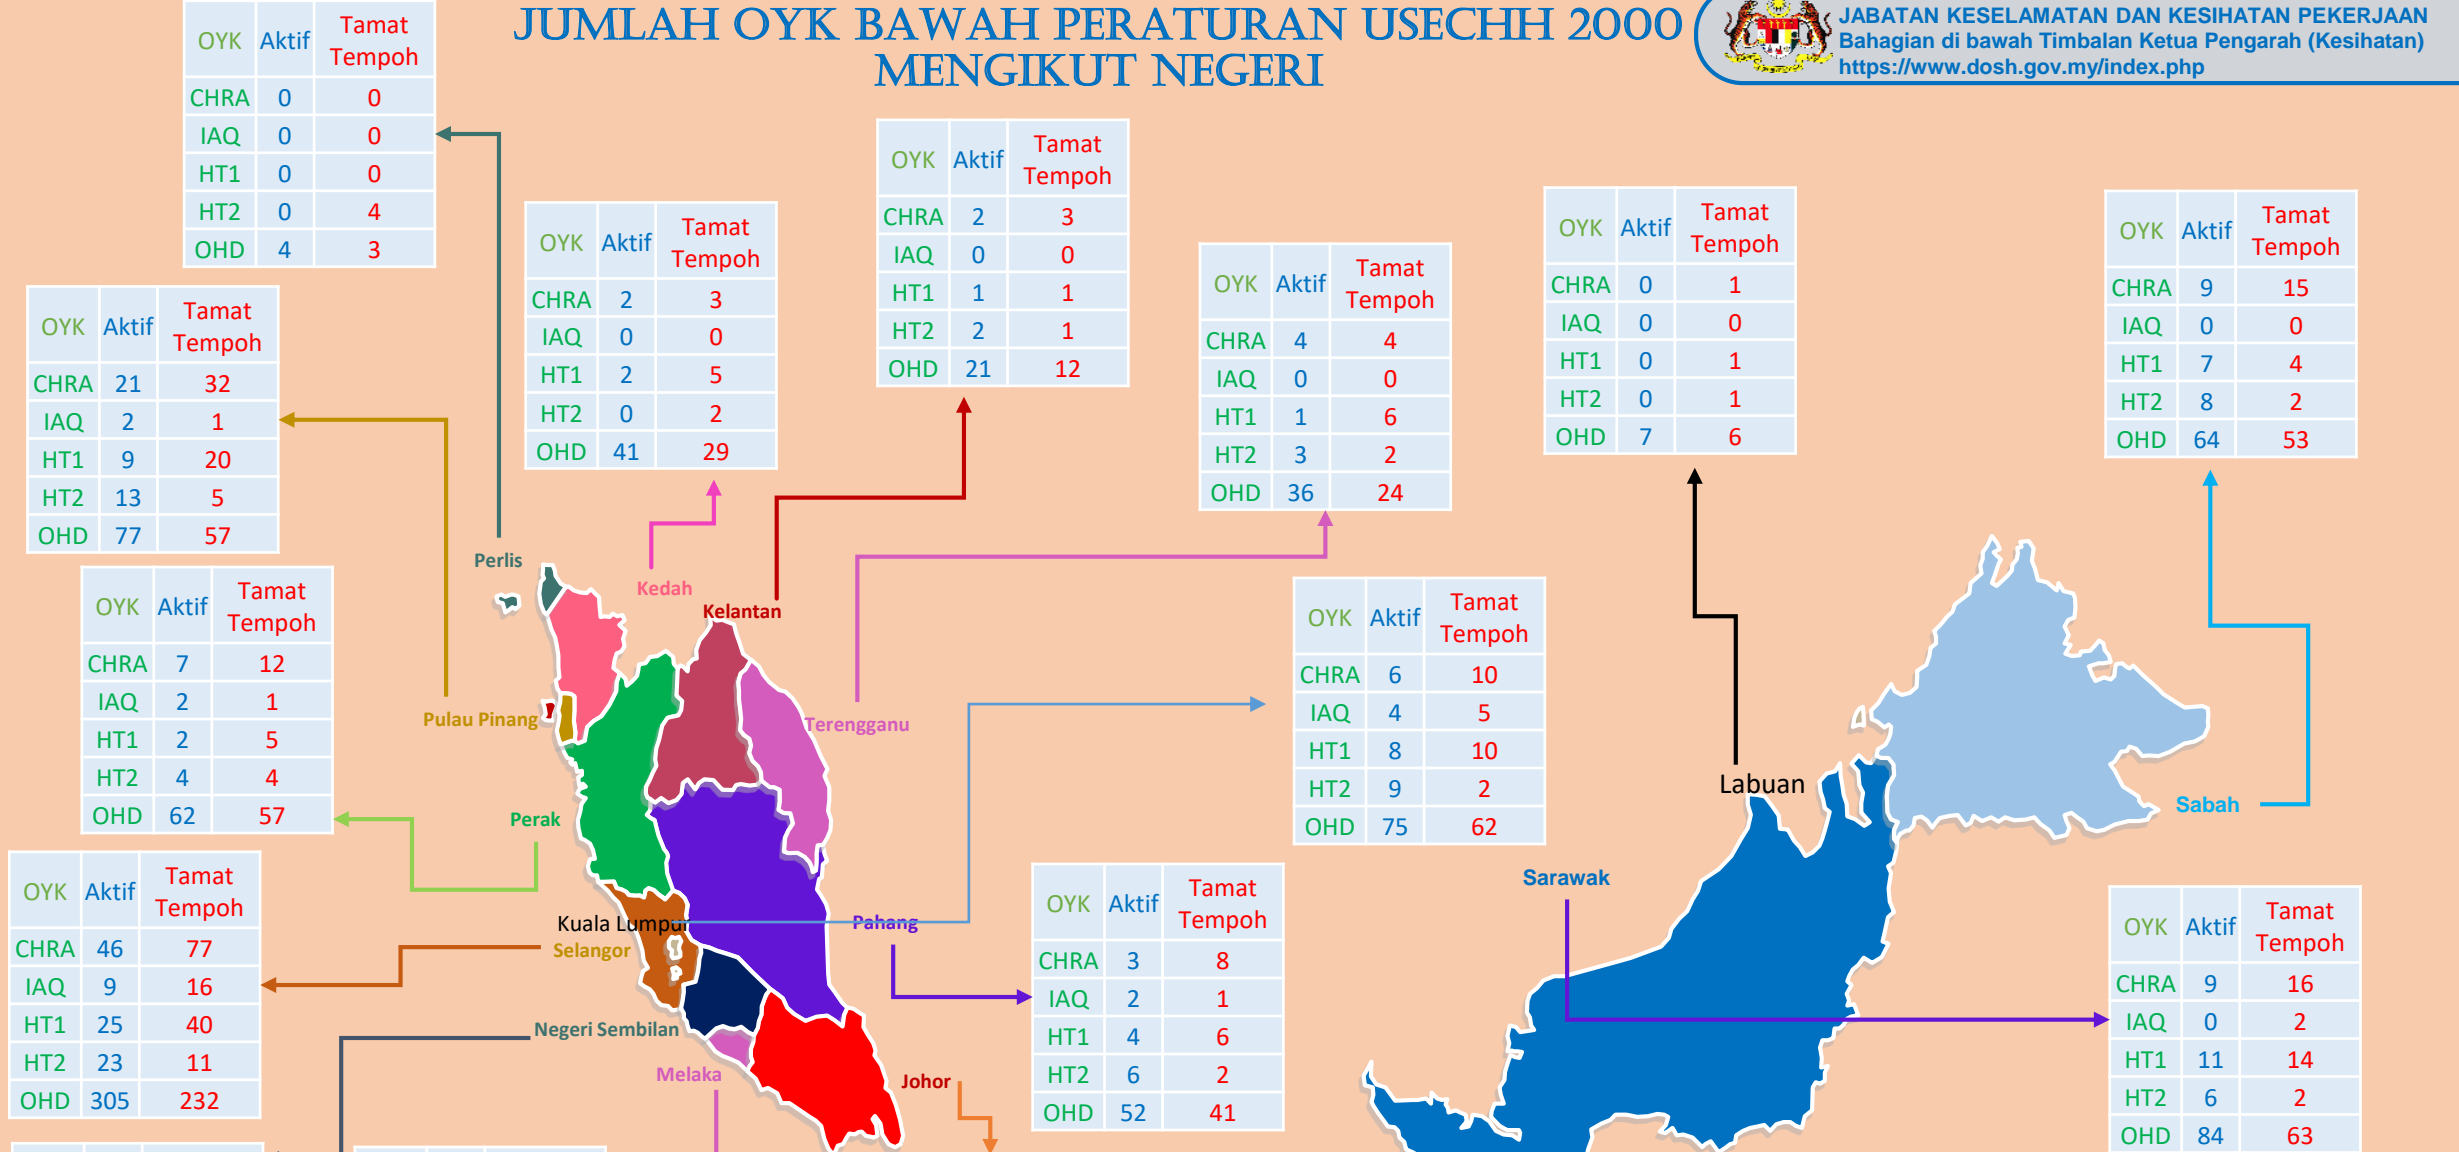 JUMLAH OYK BAWAH PERATURAN USECHH 2000
MENGIKUT NEGERI
JABATAN KESELAMATAN DAN KESIHATAN PEKERJAAN
Bahagian di bawah Timbalan Ketua Pengarah (Kesihatan)
https://www.dosh.gov.my/index.php
OYK Aktif Tamat Tempoh
CHRA 0 0
IAQ 0 0
HT1 0 0
HT2 0 4
OHD 4 3
Perlis
OYK Aktif Tamat Tempoh
CHRA 2 3
IAQ 0 0
HT1 2 5
HT2 0 2
OHD 41 29
Kedah
OYK Aktif Tamat Tempoh
CHRA 2 3
IAQ 0 0
HT1 1 1
HT2 2 1
OHD 21 12
Kelantan
OYK Aktif Tamat Tempoh
CHRA 4 4
IAQ 0 0
HT1 1 6
HT2 3 2
OHD 36 24
Terengganu
OYK Aktif Tamat Tempoh
CHRA 0 1
IAQ 0 0
HT1 0 1
HT2 0 1
OHD 7 6
Labuan
OYK Aktif Tamat Tempoh
CHRA 9 15
IAQ 0 0
HT1 7 4
HT2 8 2
OHD 64 53
Sabah
OYK Aktif Tamat Tempoh
CHRA 21 32
IAQ 2 1
HT1 9 20
HT2 13 5
OHD 77 57
Pulau Pinang
OYK Aktif Tamat Tempoh
CHRA 7 12
IAQ 2 1
HT1 2 5
HT2 4 4
OHD 62 57
Perak
OYK Aktif Tamat Tempoh
CHRA 6 10
IAQ 4 5
HT1 8 10
HT2 9 2
OHD 75 62
Kuala Lumpur
OYK Aktif Tamat Tempoh
CHRA 46 77
IAQ 9 16
HT1 25 40
HT2 23 11
OHD 305 232
Selangor
OYK Aktif Tamat Tempoh
CHRA 3 8
IAQ 2 1
HT1 4 6
HT2 6 2
OHD 52 41
Pahang
OYK Aktif Tamat Tempoh
CHRA 9 16
IAQ 0 2
HT1 11 14
HT2 6 2
OHD 84 63
Sarawak
Negeri Sembilan
Melaka
Johor